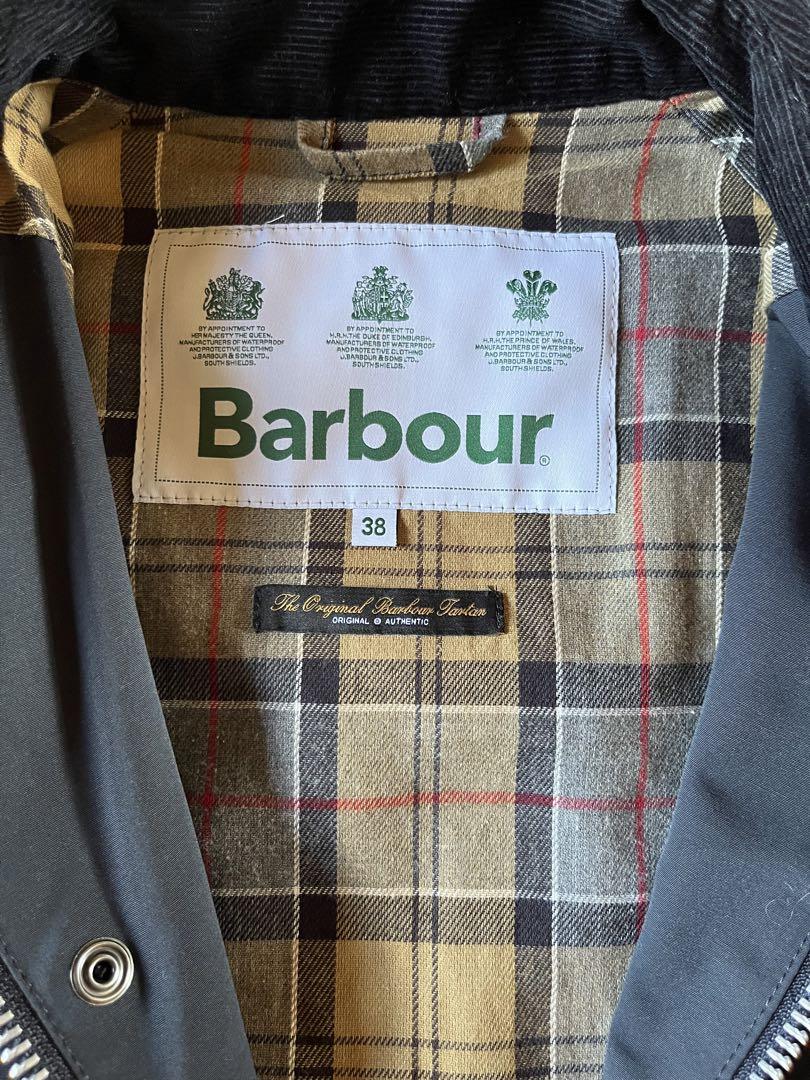 BY APPOINTMENT TO
HER MAJESTY THE QUEEN,
MANUFACTURERS OF WATERPROOF
AND PROTECTIVE CLOTHING
J.BARBOUR & SONS LTD.,
SOUTH SHIELDS.
BY APPOINTMENT TO
H.R.H. THE DUKE OF EDINBURGH,
MANUFACTURERS OF WATERPROOF
AND PROTECTIVE CLOTHING
J.BARBOUR & SONS LTD.,
SOUTH SHIELDS.
BY APPOINTMENT TO
H.R.H. THE PRINCE OF WALES,
MANUFACTURERS OF WATERPROOF
AND PROTECTIVE CLOTHING
J.BARBOUR & SONS LTD.,
SOUTH SHIELDS.
Barbour®
38
The Original Barbour Tartan
ORIGINAL ® AUTHENTIC